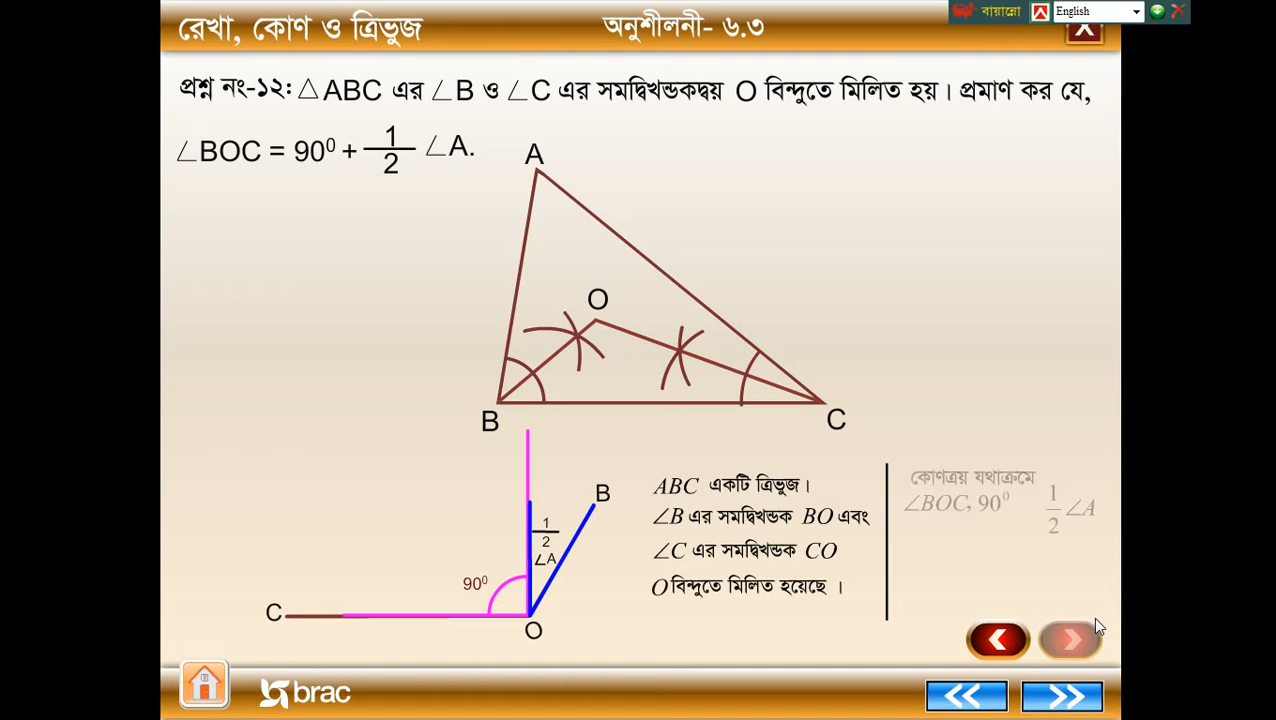 বায়ান্নো
English
রেখা, কোণ ও ত্রিভুজ
অনুশীলনী- ৬.৩
X
প্রশ্ন নং-১২: △ABC এর ∠B ও ∠C এর সমদ্বিখন্ডকদ্বয় O বিন্দুতে মিলিত হয়। প্রমাণ কর যে,
∠BOC = 90⁰ + 1/2 ∠A.
A
O
B
C
B
1/2 ∠A
90⁰
C
O
ABC একটি ত্রিভুজ।
∠B এর সমদ্বিখন্ডক BO এবং
∠C এর সমদ্বিখন্ডক CO
O বিন্দুতে মিলিত হয়েছে ।
কোণত্রয় যথাক্রমে
∠BOC, 90⁰ 1/2 ∠A
brac